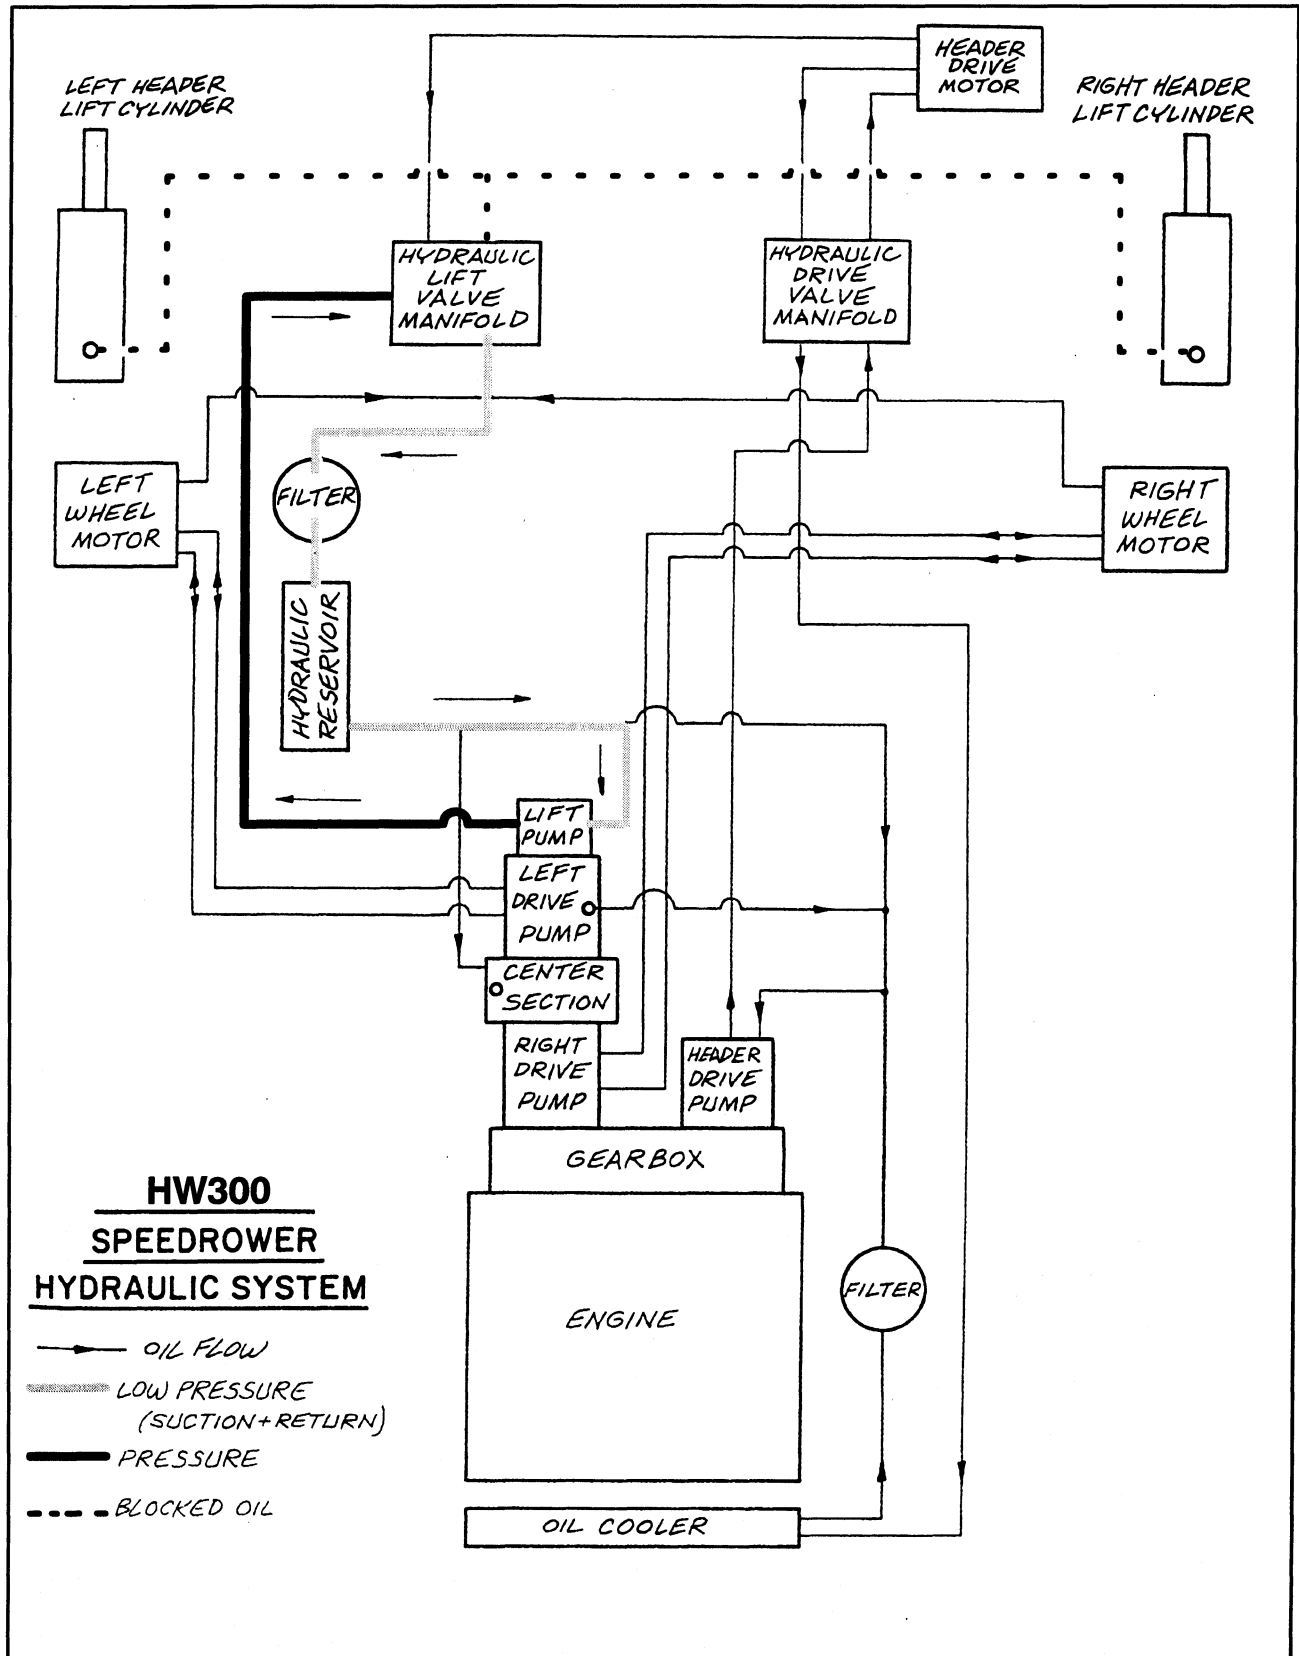 HEADER
DRIVE
MOTOR
LEFT HEADER
LIFT CYLINDER
RIGHT HEADER
LIFT CYLINDER
HYDRAULIC
LIFT
VALVE
MANIFOLD
HYDRAULIC
DRIVE
VALVE
MANIFOLD
LEFT
WHEEL
MOTOR
FILTER
RIGHT
WHEEL
MOTOR
HYDRAULIC
RESERVOIR
LIFT
PUMP
LEFT
DRIVE
PUMP
CENTER
SECTION
RIGHT
DRIVE
PUMP
HEADER
DRIVE
PUMP
GEARBOX
HW300
SPEEDROWER
HYDRAULIC SYSTEM
OIL FLOW
LOW PRESSURE
(SUCTION+RETURN)
PRESSURE
BLOCKED OIL
ENGINE
FILTER
OIL COOLER